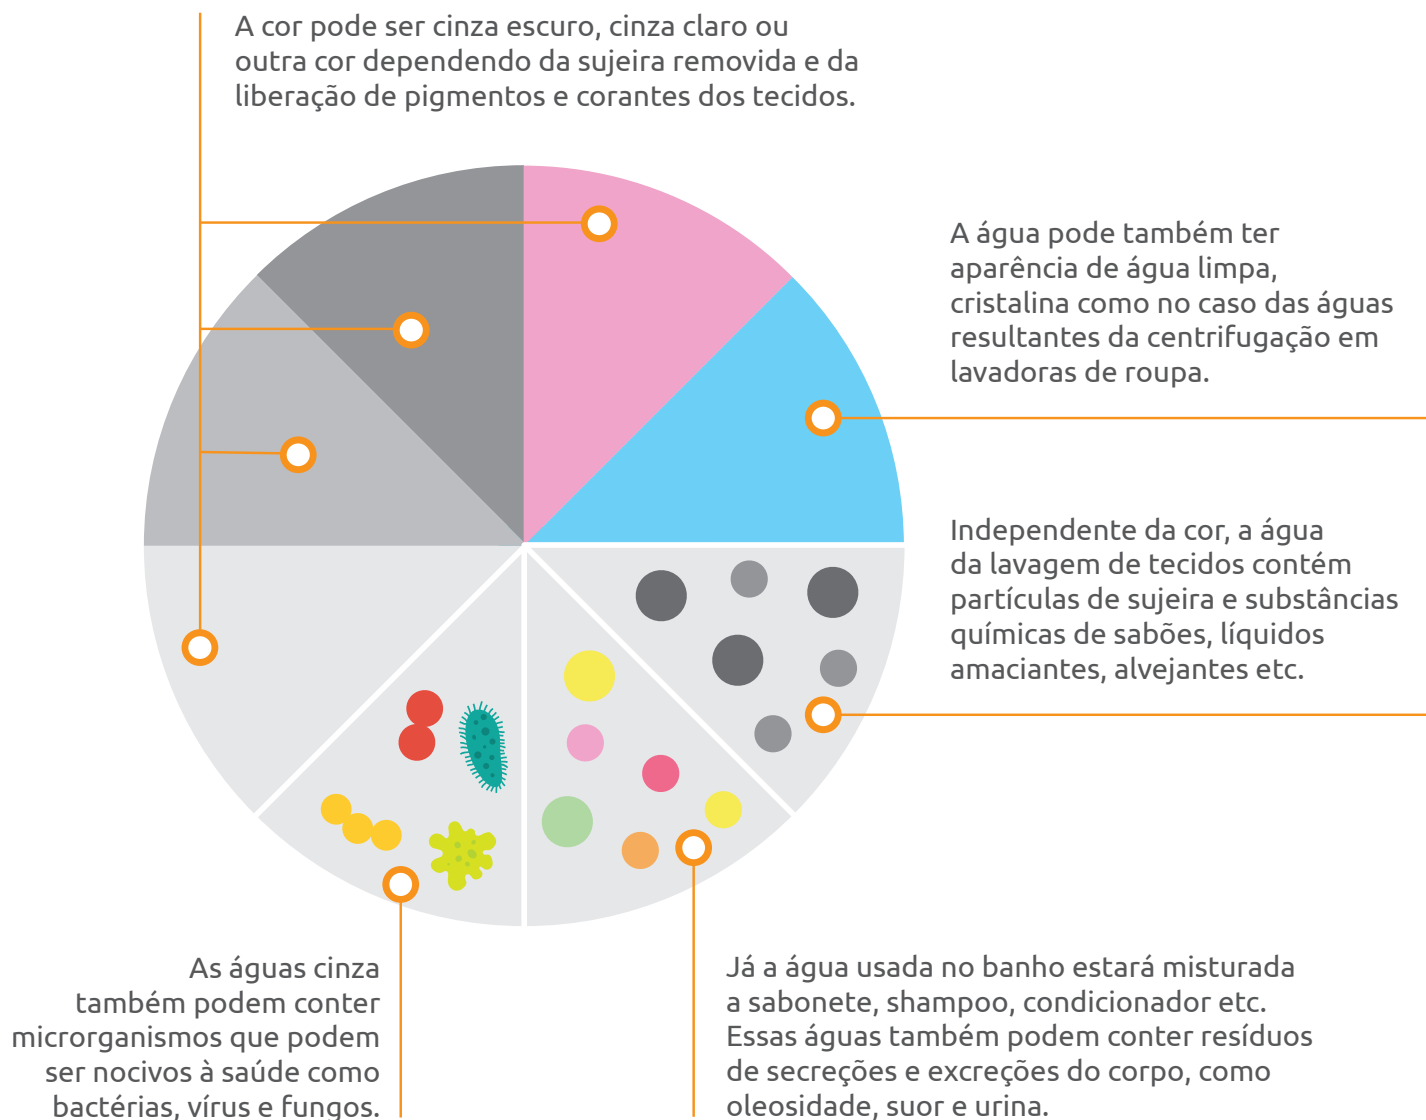 A cor pode ser cinza escuro, cinza claro ou
outra cor dependendo da sujeira removida e da
liberação de pigmentos e corantes dos tecidos.
A água pode também ter
aparência de água limpa,
cristalina como no caso das águas
resultantes da centrifugação em
lavadoras de roupa.
Independente da cor, a água
da lavagem de tecidos contém
partículas de sujeira e substâncias
químicas de sabões, líquidos
amaciantes, alvejantes etc.
As águas cinza
também podem conter
microrganismos que podem
ser nocivos à saúde como
bactérias, vírus e fungos.
Já a água usada no banho estará misturada
a sabonete, shampoo, condicionador etc.
Essas águas também podem conter resíduos
de secreções e excreções do corpo, como
oleosidade, suor e urina.